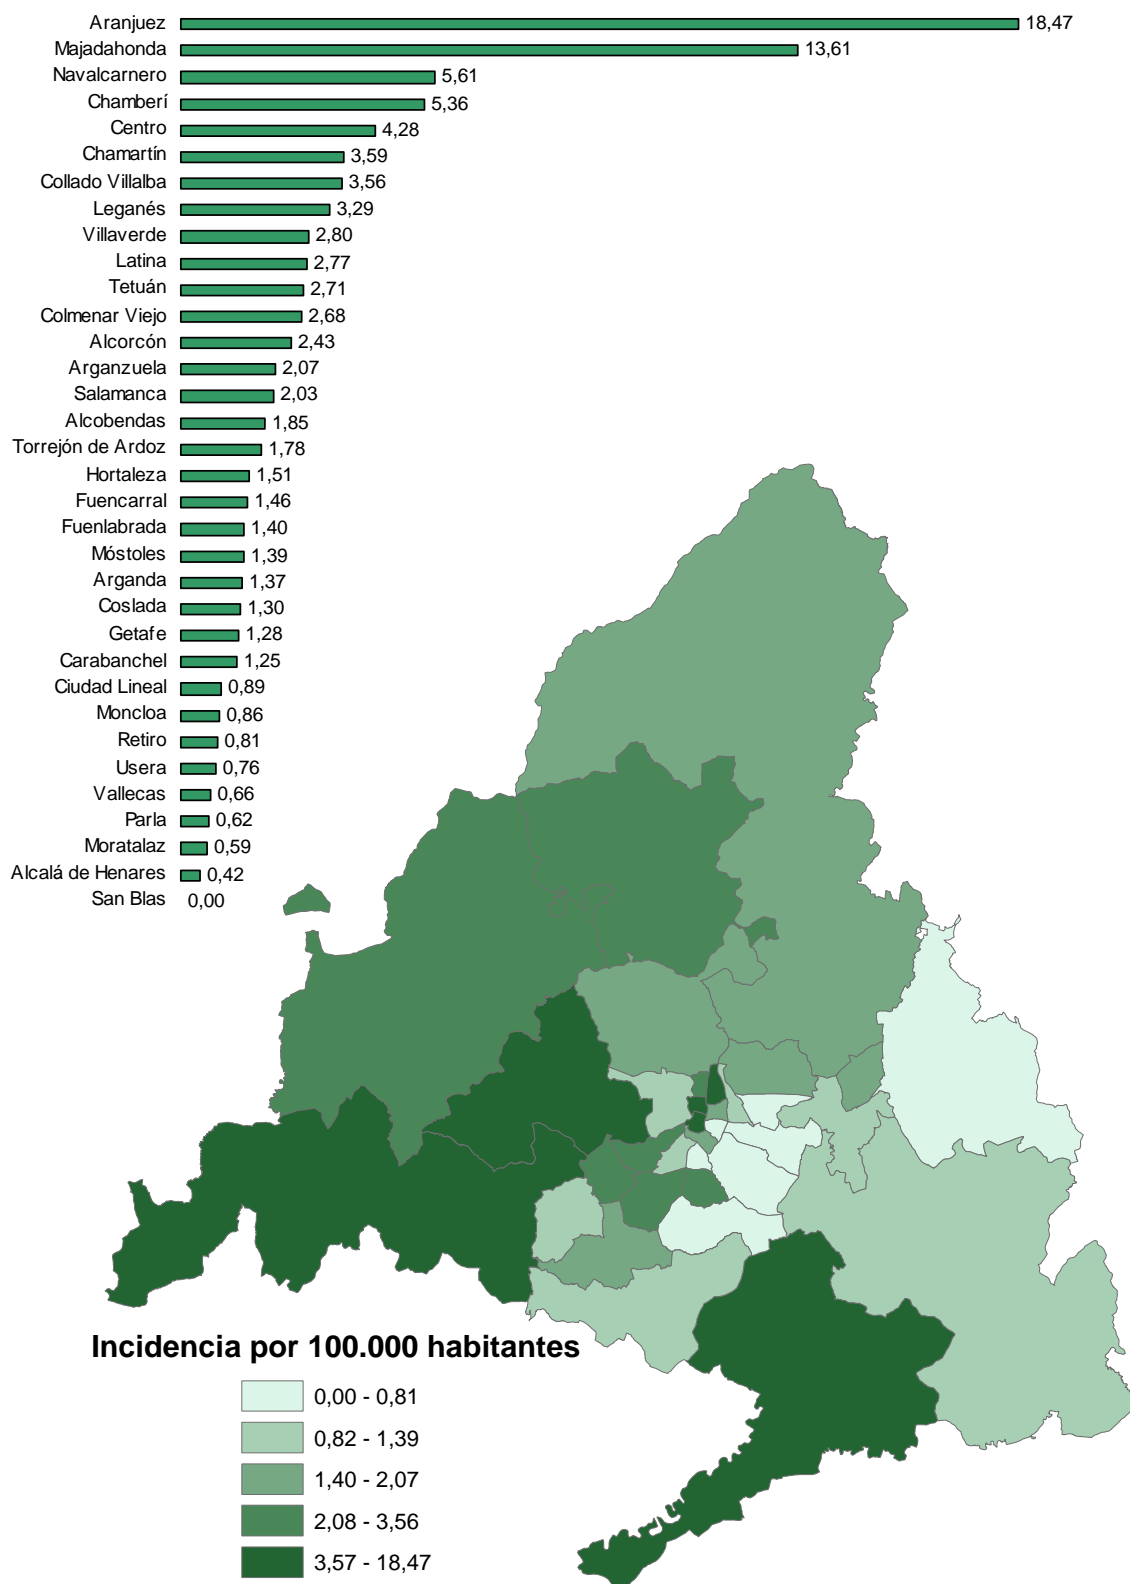 Aranjuez 18,47
Majadahonda 13,61
Navalcarnero 5,61
Chamberí 5,36
Centro 4,28
Chamartín 3,59
Collado Villalba 3,56
Leganés 3,29
Villaverde 2,80
Latina 2,77
Tetuán 2,71
Colmenar Viejo 2,68
Alcorcón 2,43
Arganzuela 2,07
Salamanca 2,03
Alcobendas 1,85
Torrejón de Ardoz 1,78
Hortaleza 1,51
Fuencarral 1,46
Fuenlabrada 1,40
Móstoles 1,39
Arganda 1,37
Coslada 1,30
Getafe 1,28
Carabanchel 1,25
Ciudad Lineal 0,89
Moncloa 0,86
Retiro 0,81
Usera 0,76
Vallecas 0,66
Parla 0,62
Moratalaz 0,59
Alcalá de Henares 0,42
San Blas 0,00
Incidencia por 100.000 habitantes
0,00 - 0,81
0,82 - 1,39
1,40 - 2,07
2,08 - 3,56
3,57 - 18,47